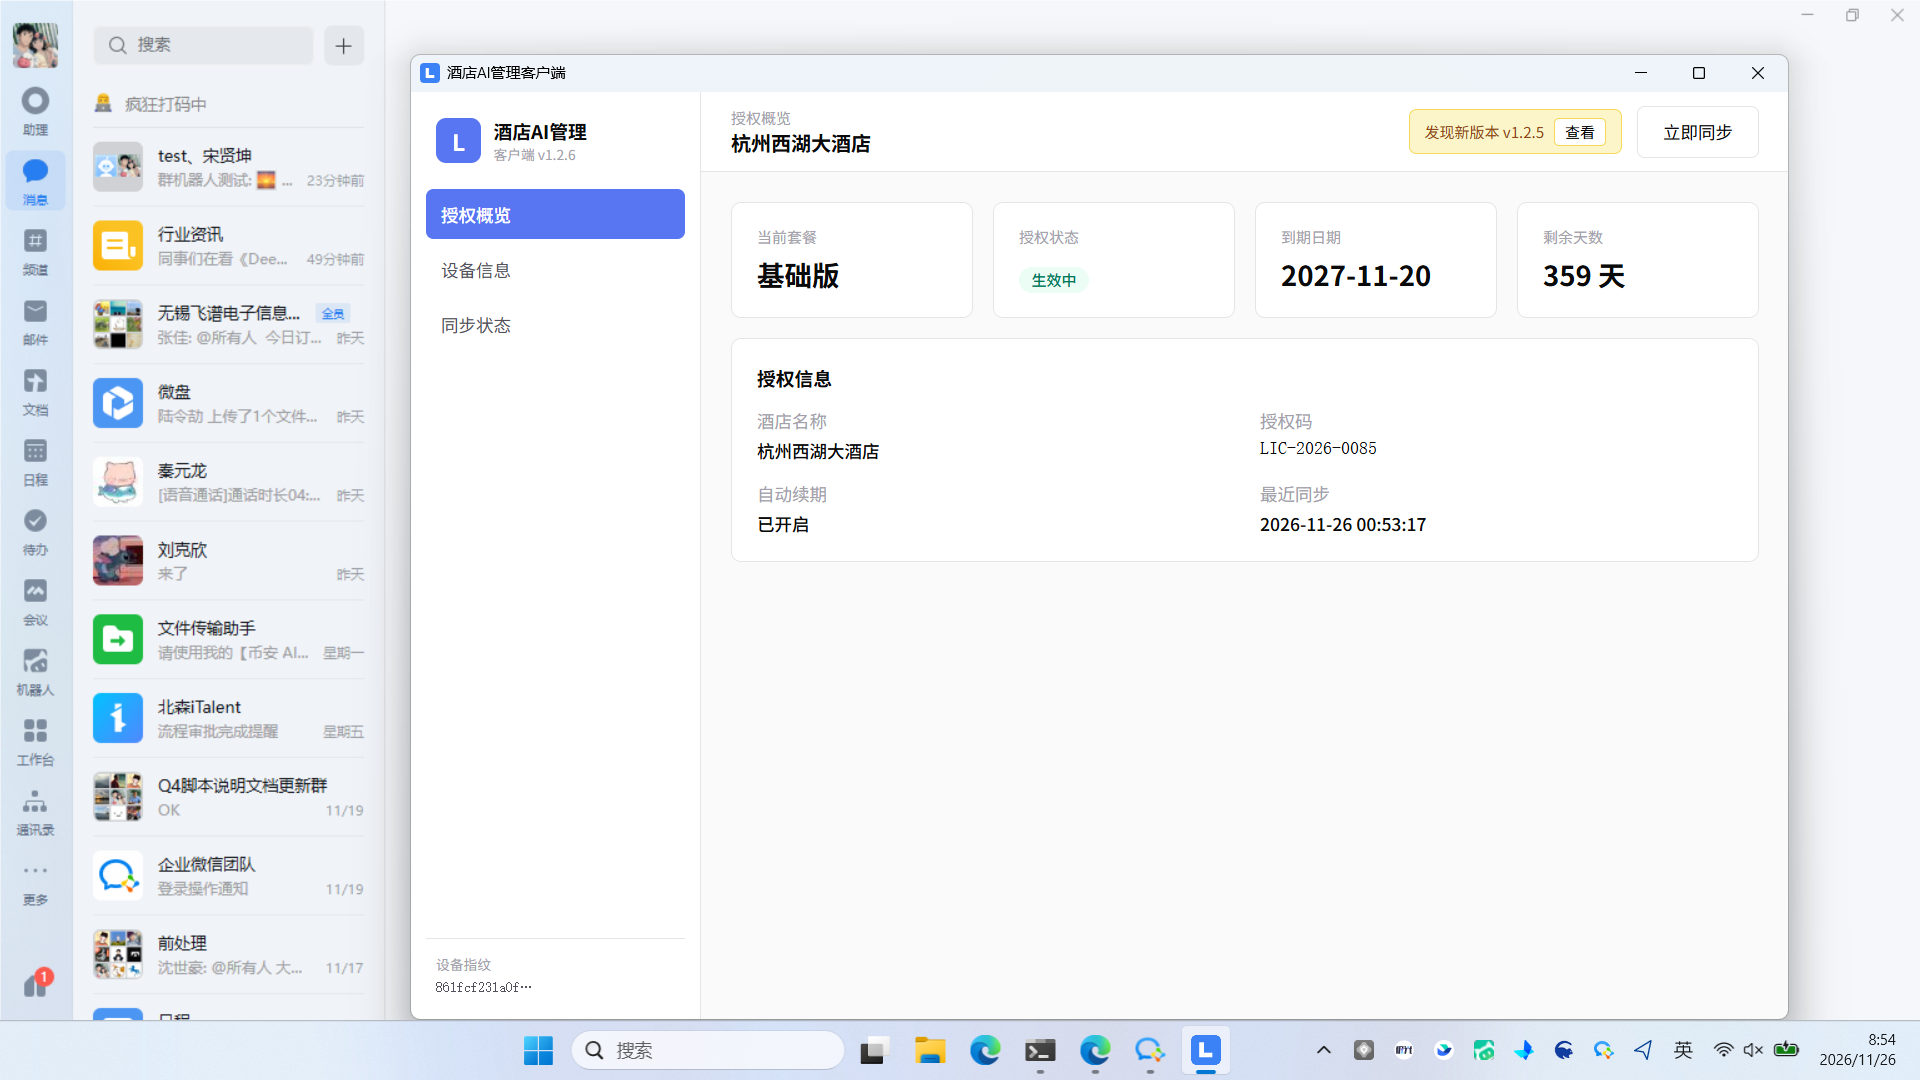 搜索
疯狂打码中
助理
消息
频道
邮件
文档
日程
待办
会议
机器人
工作台
通讯录
更多
1
test、宋贤坤
群机器人测试: ... 23分钟前
行业资讯
同事们在看《Dee... 49分钟前
无锡飞谱电子信息... 全员
张佳: @所有人 今日订... 昨天
微盘
陆令劼 上传了1个文件... 昨天
秦元龙
[语音通话]通话时长04:... 昨天
刘克欣
来了 昨天
文件传输助手
请使用我的【币安 AI... 星期一
北森iTalent
流程审批完成提醒 星期五
Q4脚本说明文档更新群
OK 11/19
企业微信团队
登录操作通知 11/19
前处理
沈世豪: @所有人 大... 11/17
日程
L 酒店AI管理客户端
L
酒店AI管理
客户端 v1.2.6
授权概览
设备信息
同步状态
设备指纹
861fcf231a0f…
授权概览
杭州西湖大酒店
发现新版本 v1.2.5 查看
立即同步
当前套餐
基础版
授权状态
生效中
到期日期
2027-11-20
剩余天数
359 天
授权信息
酒店名称
杭州西湖大酒店
授权码
LIC-2026-0085
自动续期
已开启
最近同步
2026-11-26 00:53:17
搜索
L
英
8:54
2026/11/26